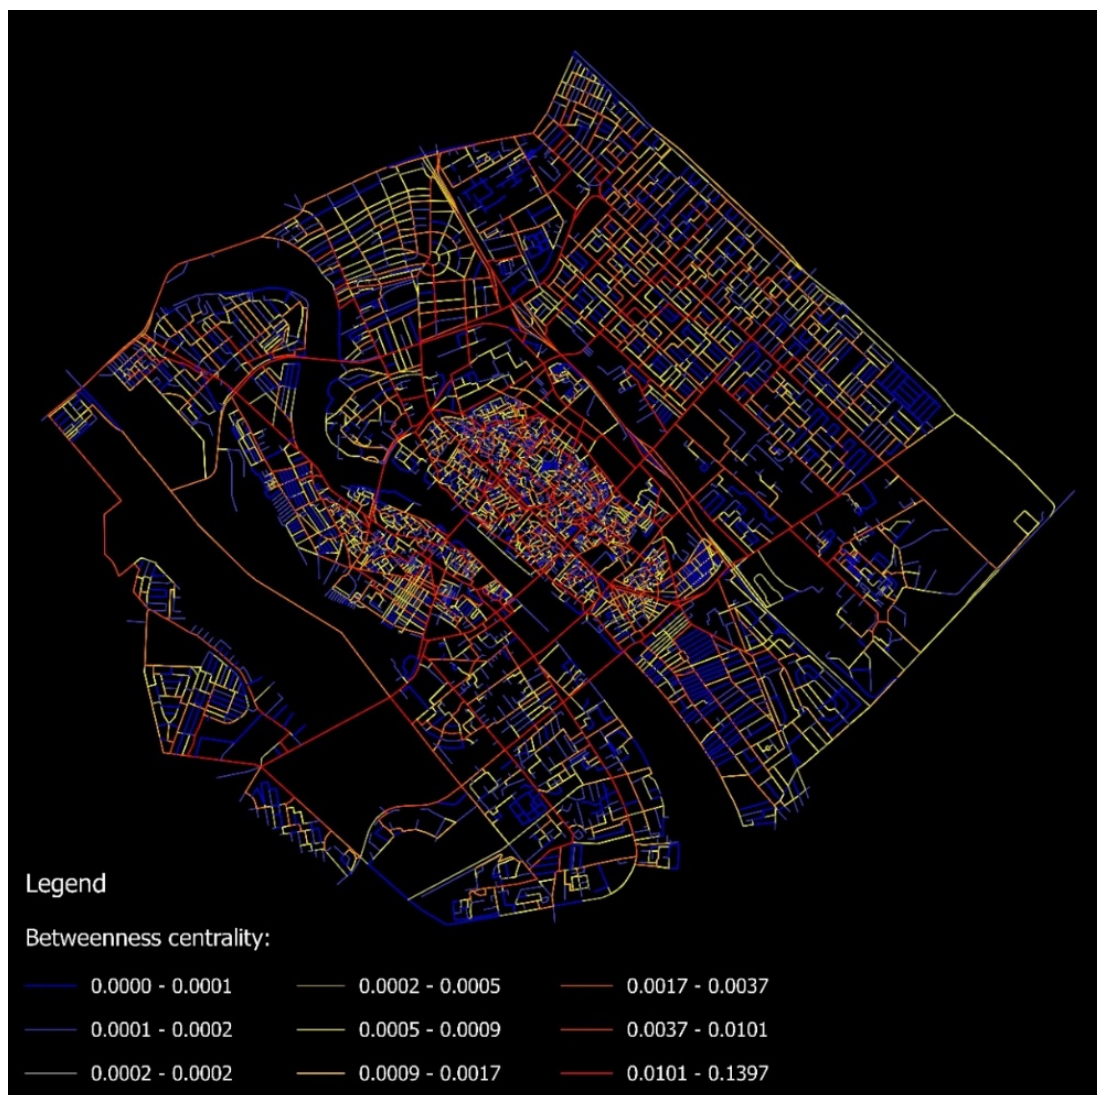 Legend
Betweenness centrality:
0.0000 - 0.0001
0.0001 - 0.0002
0.0002 - 0.0002
0.0002 - 0.0005
0.0005 - 0.0009
0.0009 - 0.0017
0.0017 - 0.0037
0.0037 - 0.0101
0.0101 - 0.1397